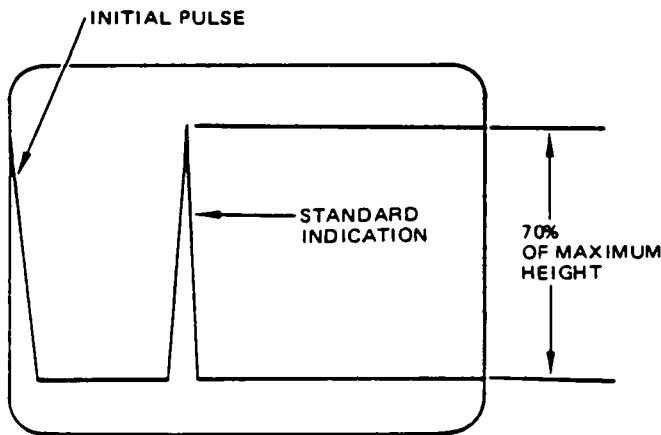 INITIAL PULSE
STANDARD
INDICATION
70%
OF MAXIMUM
HEIGHT